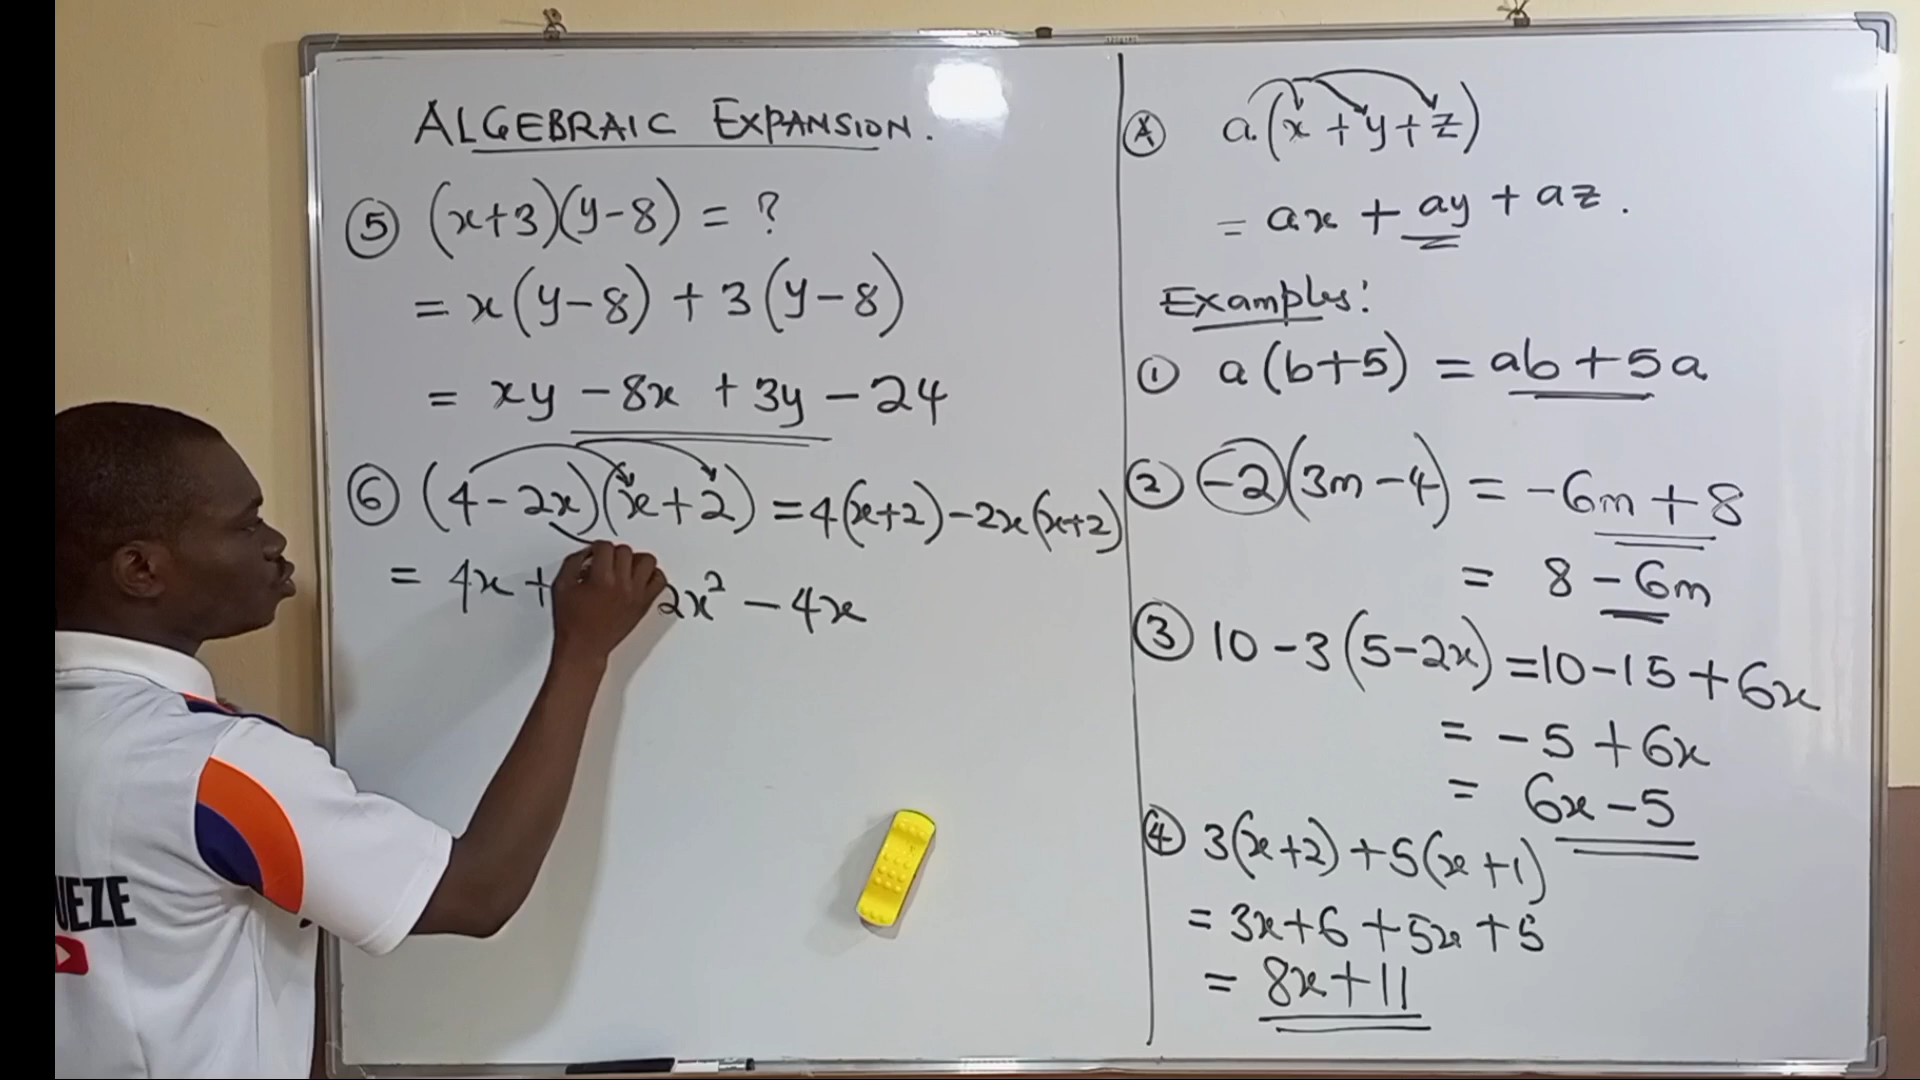 ALGEBRAIC EXPANSION.
⑤ (x+3)(y-8) = ?
= x(y-8) + 3(y-8)
= xy - 8x + 3y - 24
⑥ (4-2x)(x+2) = 4(x+2) - 2x(x+2)
= 4x + 2x² - 4x
Ⓐ a(x+y+z)
= ax + ay + az.
Examples:
① a(b+5) = ab + 5a
② -2(3m-4) = -6m + 8
= 8 - 6m
③ 10 - 3(5-2x) = 10 - 15 + 6x
= -5 + 6x
= 6x - 5
④ 3(x+2) + 5(x+1)
= 3x + 6 + 5x + 5
= 8x + 11
UEZE